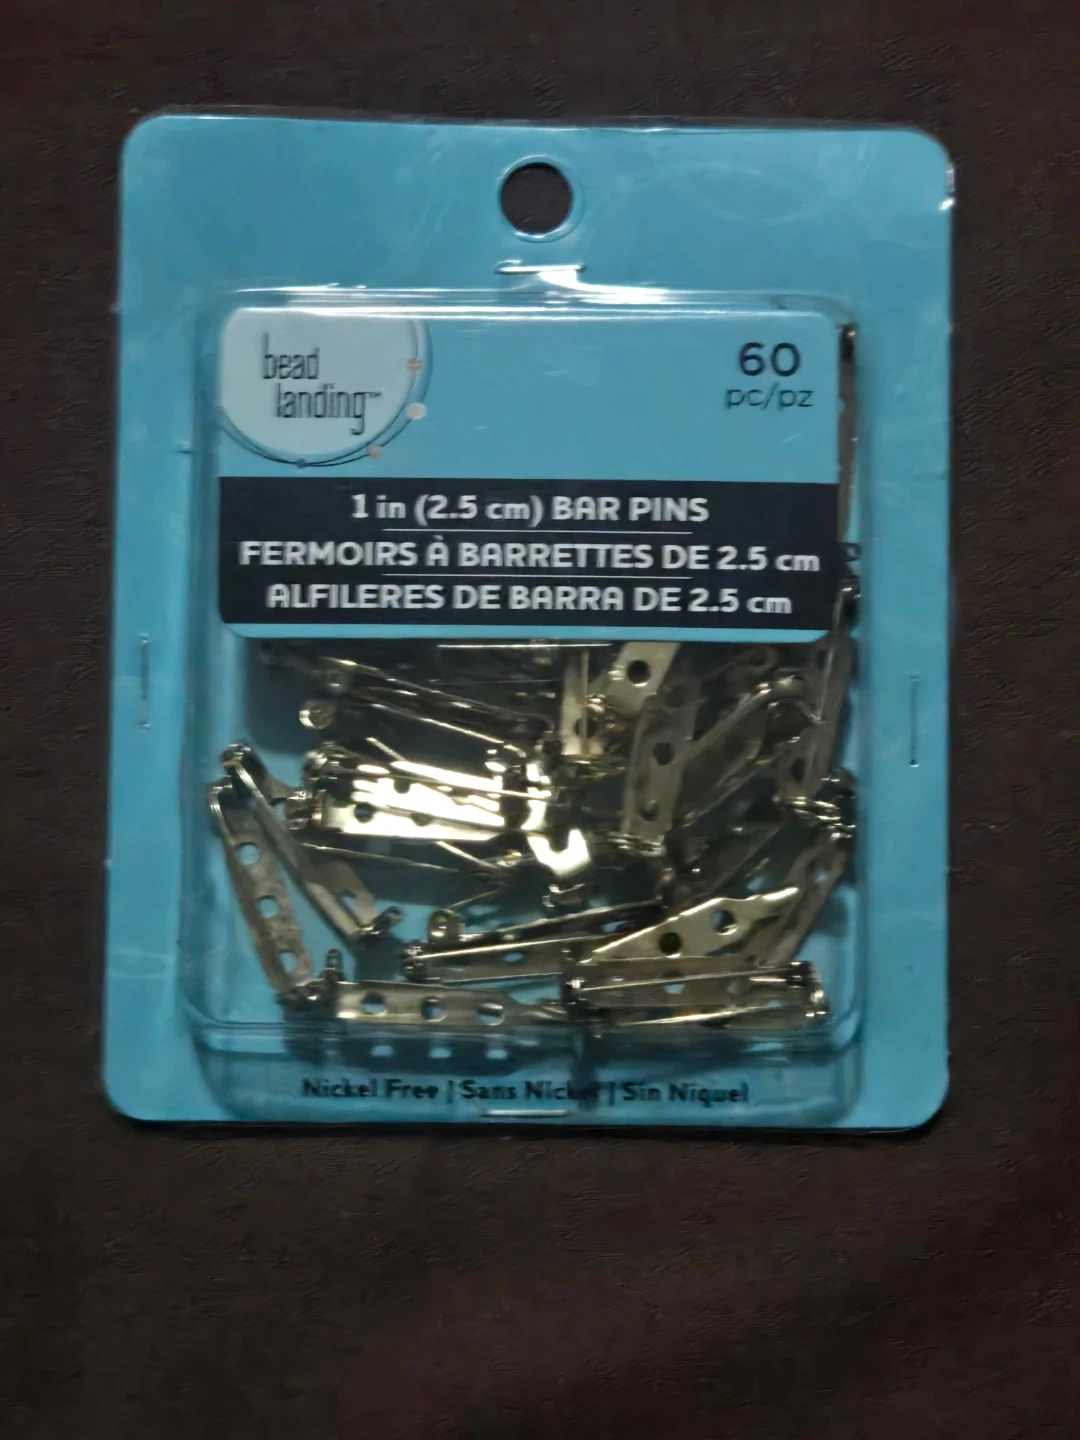 bead
landing™
60
pc/pz
1 in (2.5 cm) BAR PINS
FERMOIRS À BARRETTES DE 2.5 cm
ALFILERES DE BARRA DE 2.5 cm
Nickel Free | Sans Nickel | Sin Níquel